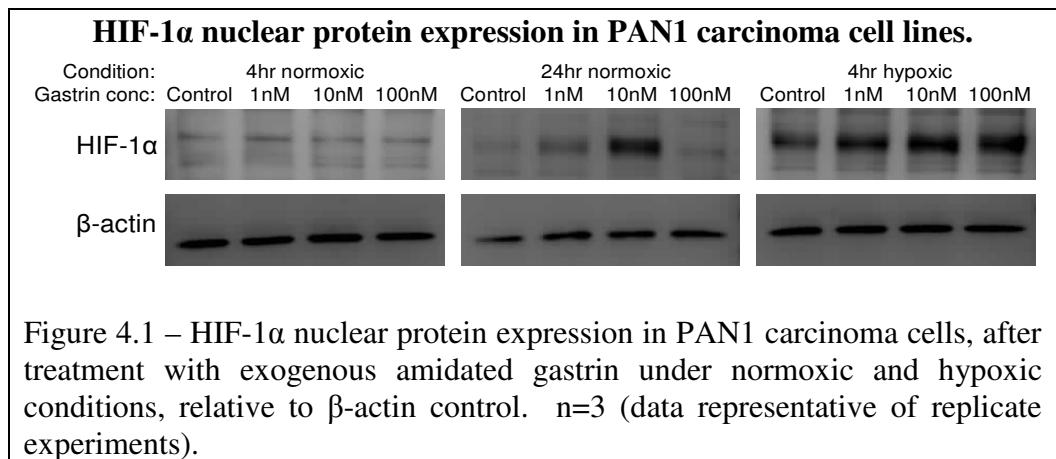 HIF-1α nuclear protein expression in PAN1 carcinoma cell lines.
Condition: 4hr normoxic 24hr normoxic 4hr hypoxic
Gastrin conc: Control 1nM 10nM 100nM Control 1nM 10nM 100nM Control 1nM 10nM 100nM
HIF-1α
β-actin
Figure 4.1 – HIF-1α nuclear protein expression in PAN1 carcinoma cells, after
treatment with exogenous amidated gastrin under normoxic and hypoxic
conditions, relative to β-actin control. n=3 (data representative of replicate
experiments).